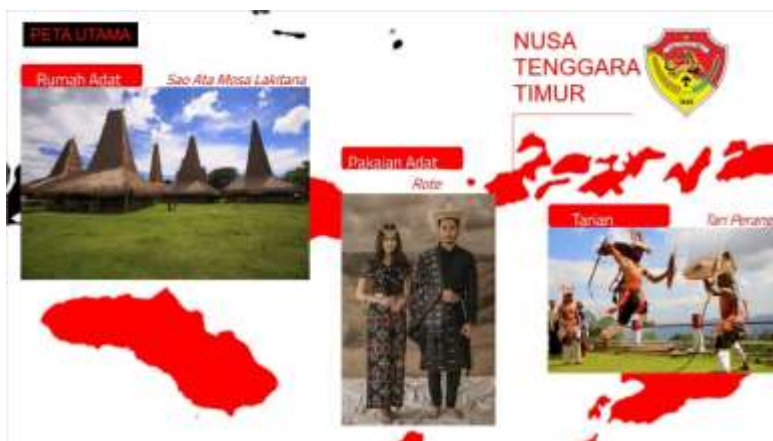 PETA UTAMA
Rumah Adat
Sao Ata Mosa Lakitana
Pakaian Adat
Rote
NUSA
TENGGARA
TIMUR
Tarian
Tari Perang